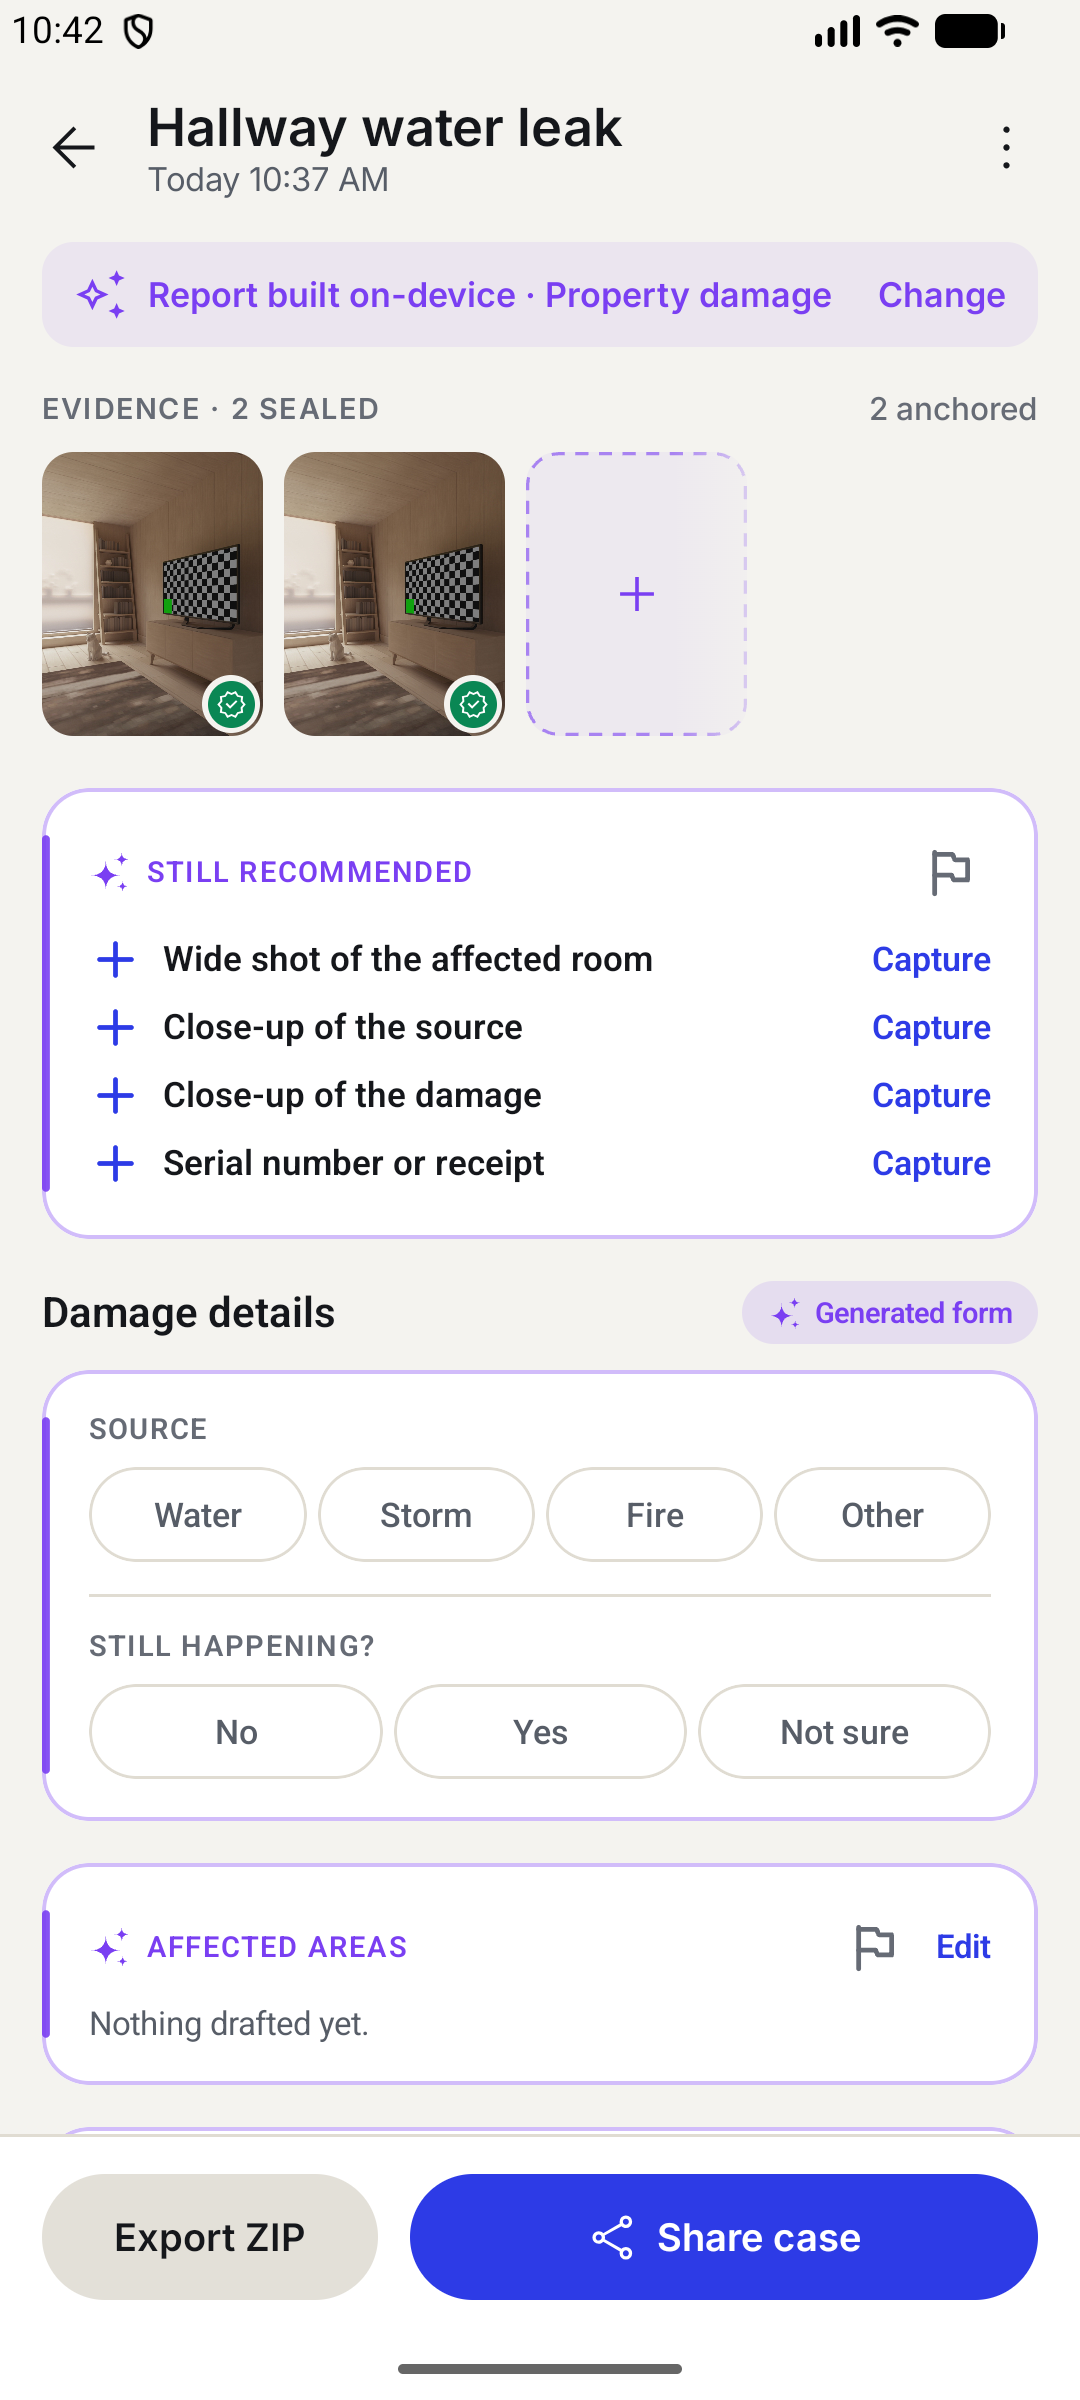 10:42
Hallway water leak
Today 10:37 AM
Report built on-device · Property damage Change
EVIDENCE · 2 SEALED 2 anchored
STILL RECOMMENDED
Wide shot of the affected room Capture
Close-up of the source Capture
Close-up of the damage Capture
Serial number or receipt Capture
Damage details Generated form
SOURCE
Water Storm Fire Other
STILL HAPPENING?
No Yes Not sure
AFFECTED AREAS Edit
Nothing drafted yet.
Export ZIP Share case